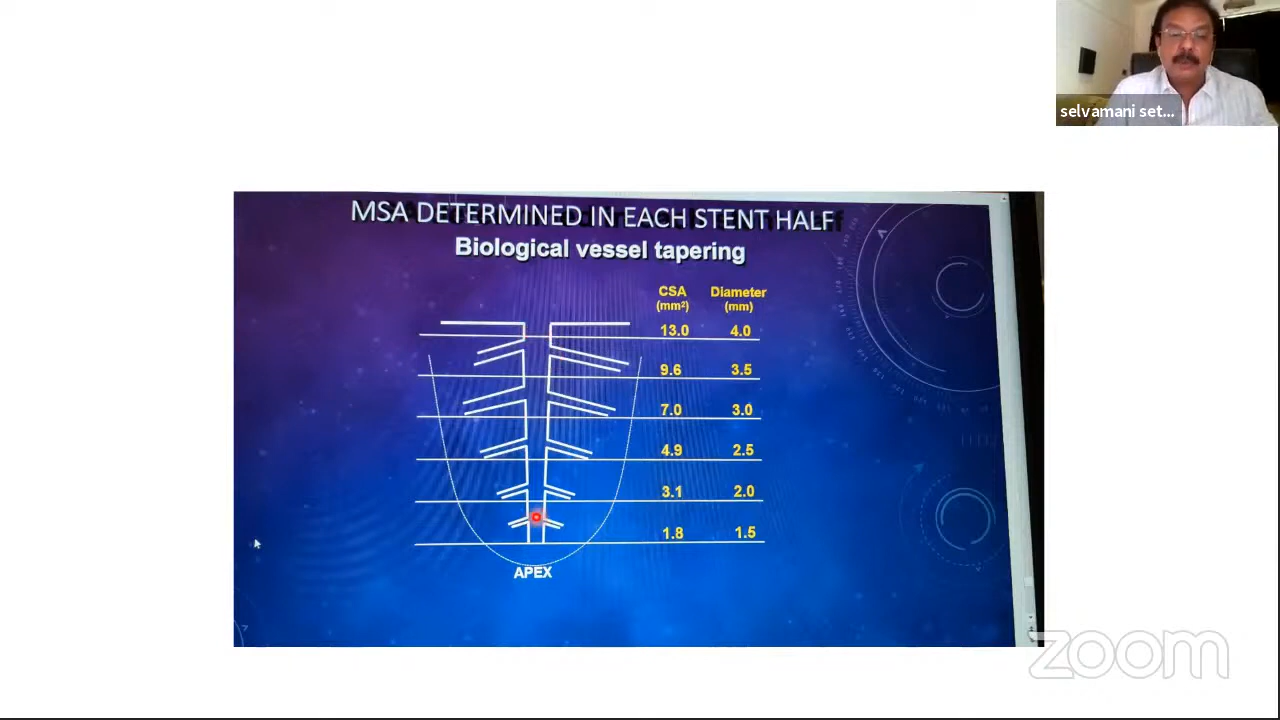 selvamani set...
MSA DETERMINED IN EACH STENT HALF
Biological vessel tapering
CSA Diameter
(mm²) (mm)
13.0 4.0
9.6 3.5
7.0 3.0
4.9 2.5
3.1 2.0
1.8 1.5
APEX
zoom